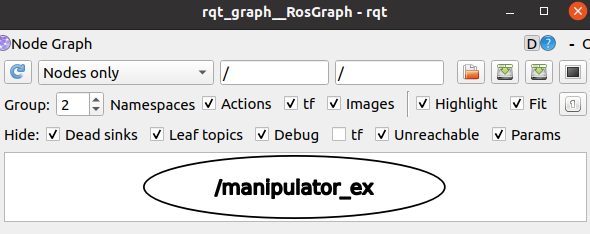 rqt_graph__RosGraph - rqt
Node Graph D ? - O
Nodes only / /
Group: 2 Namespaces Actions tf Images Highlight Fit
Hide: Dead sinks Leaf topics Debug tf Unreachable Params
/manipulator_ex